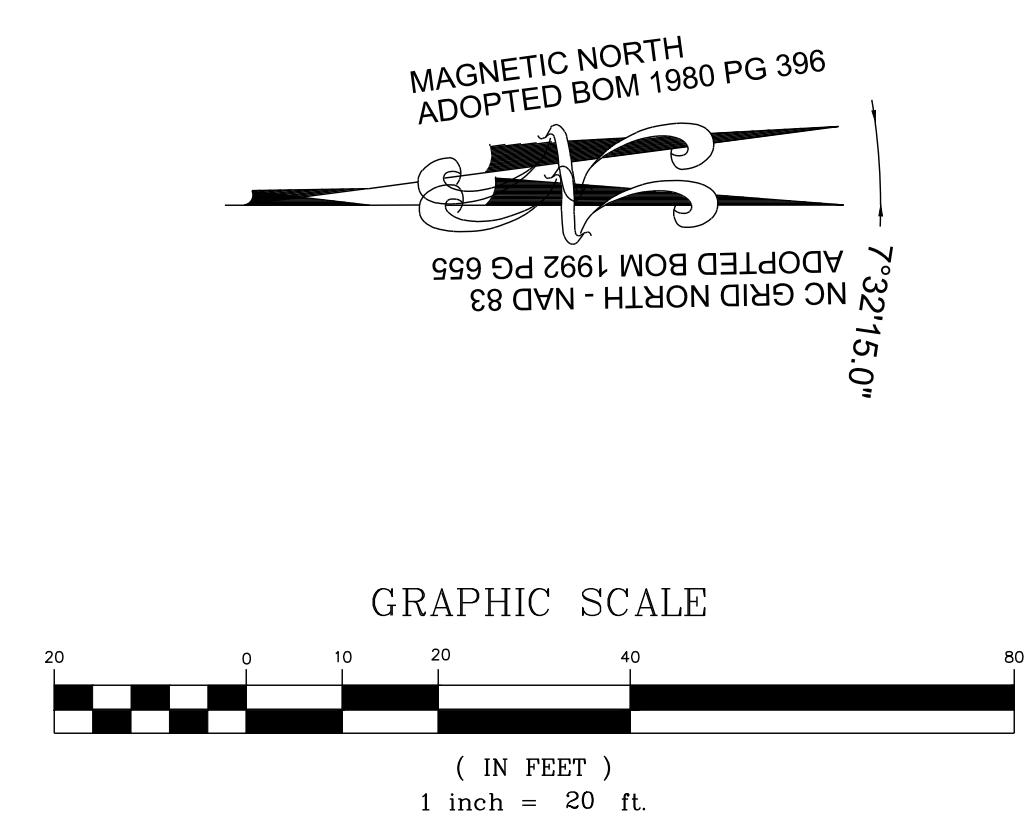 MAGNETIC NORTH
ADOPTED BOM 1980 PG 396
NC GRID NORTH - NAD 83
ADOPTED BOM 1992 PG 655
7°32'15.0"
GRAPHIC SCALE
20 0 10 20 40 80
( IN FEET )
1 inch = 20 ft.